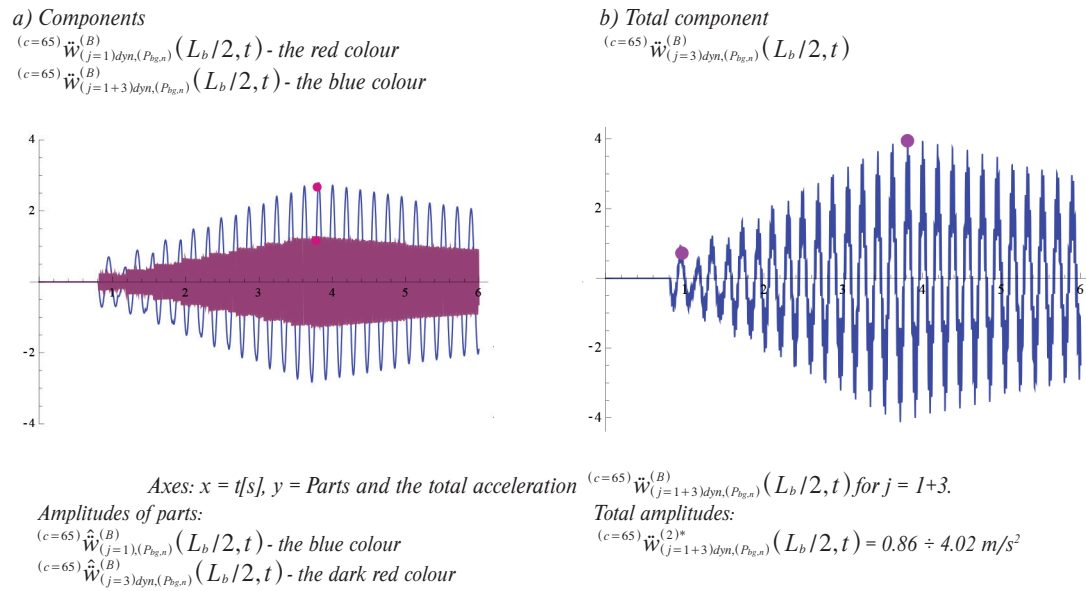 a) Components
(c=65) ẅ (B) (j=1)dyn,(Pbg,n) (Lb/2,t) - the red colour
(c=65) ẅ (B) (j=1+3)dyn,(Pbg,n) (Lb/2,t) - the blue colour
b) Total component
(c=65) ẅ (B) (j=3)dyn,(Pbg,n) (Lb/2,t)
4
2
-2
-4
1 2 3 4 5 6
4
2
-2
-4
1 2 3 4 5 6
Axes: x = t[s], y = Parts and the total acceleration (c=65) ẅ (B) (j=1+3)dyn,(Pbg,n) (Lb/2,t) for j = 1+3.
Amplitudes of parts:
(c=65) ŵ̈ (B) (j=1),(Pbg,n) (Lb/2,t) - the blue colour
(c=65) ŵ̈ (B) (j=3)dyn,(Pbg,n) (Lb/2,t) - the dark red colour
Total amplitudes:
(c=65) ẅ (2)* (j=1+3)dyn,(Pbg,n) (Lb/2,t) = 0.86 ÷ 4.02 m/s²